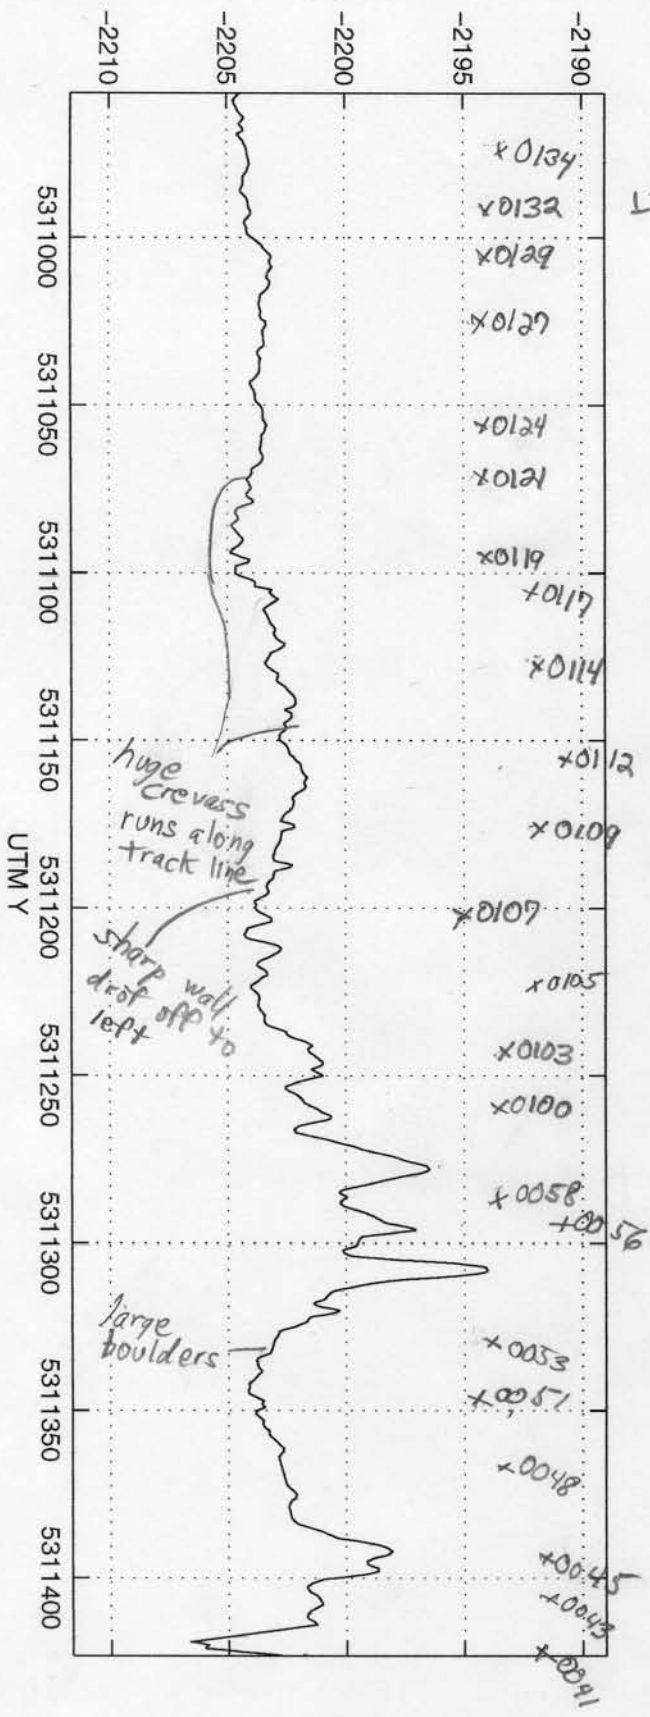 -2210
-2205
-2200
-2195
-2190
x 0134
x0132
x0129
x0127
x0124
x0121
x0119
x0117
x0114
x0112
x0109
x0107
x0105
x0103
x0100
x0058
x0056
x0053
x0051
x0048
x0045
x0043
x0041
huge
crevass
runs along
track line
sharp wall
drof off to
left
large
boulders
5311000
5311050
5311100
5311150
5311200
5311250
5311300
5311350
5311400
UTM Y